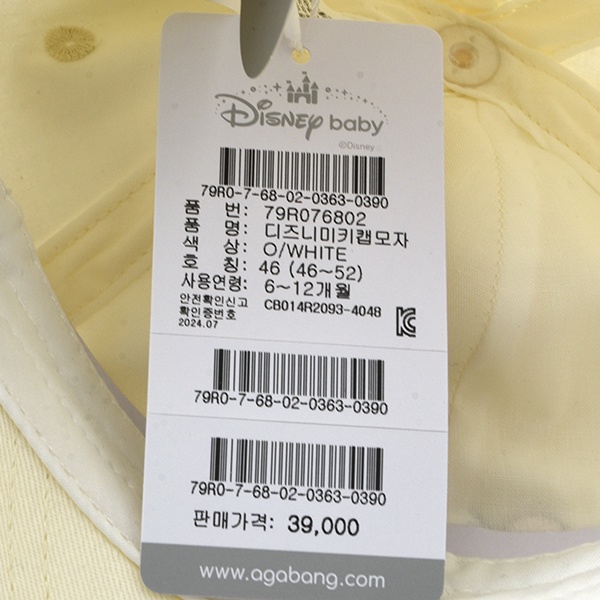 Disney baby
©Disney
79R0-7-68-02-0363-0390
품 번: 79R076802
품 명: 디즈니미키캡모자
색 상: O/WHITE
호 칭: 46 (46~52)
사용연령: 6~12개월
안전확인신고
확인증번호 CB014R2093-4048
2024.07
79R0-7-68-02-0363-0390
79R0-7-68-02-0363-0390
판매가격: 39,000
www.agabang.com